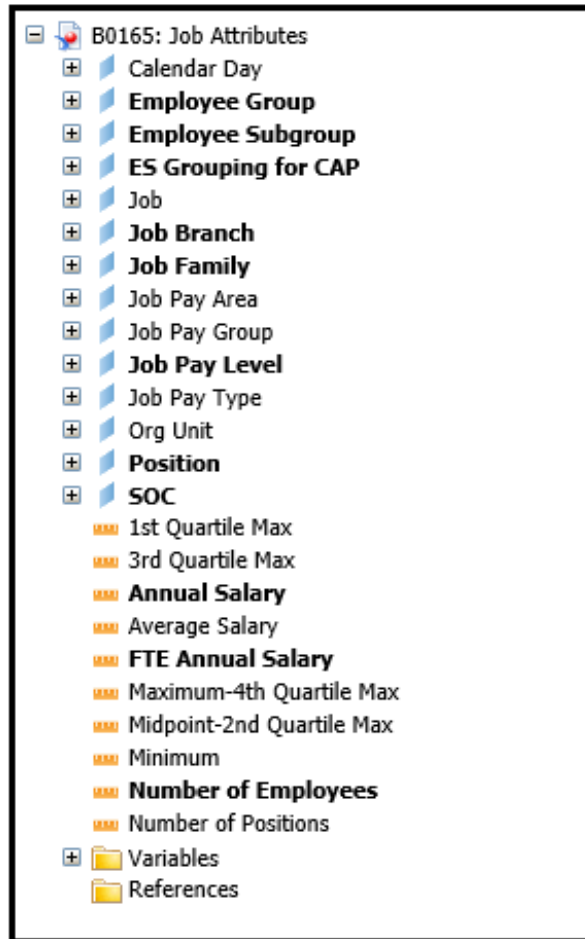 B0165: Job Attributes
Calendar Day
Employee Group
Employee Subgroup
ES Grouping for CAP
Job
Job Branch
Job Family
Job Pay Area
Job Pay Group
Job Pay Level
Job Pay Type
Org Unit
Position
SOC
1st Quartile Max
3rd Quartile Max
Annual Salary
Average Salary
FTE Annual Salary
Maximum-4th Quartile Max
Midpoint-2nd Quartile Max
Minimum
Number of Employees
Number of Positions
Variables
References